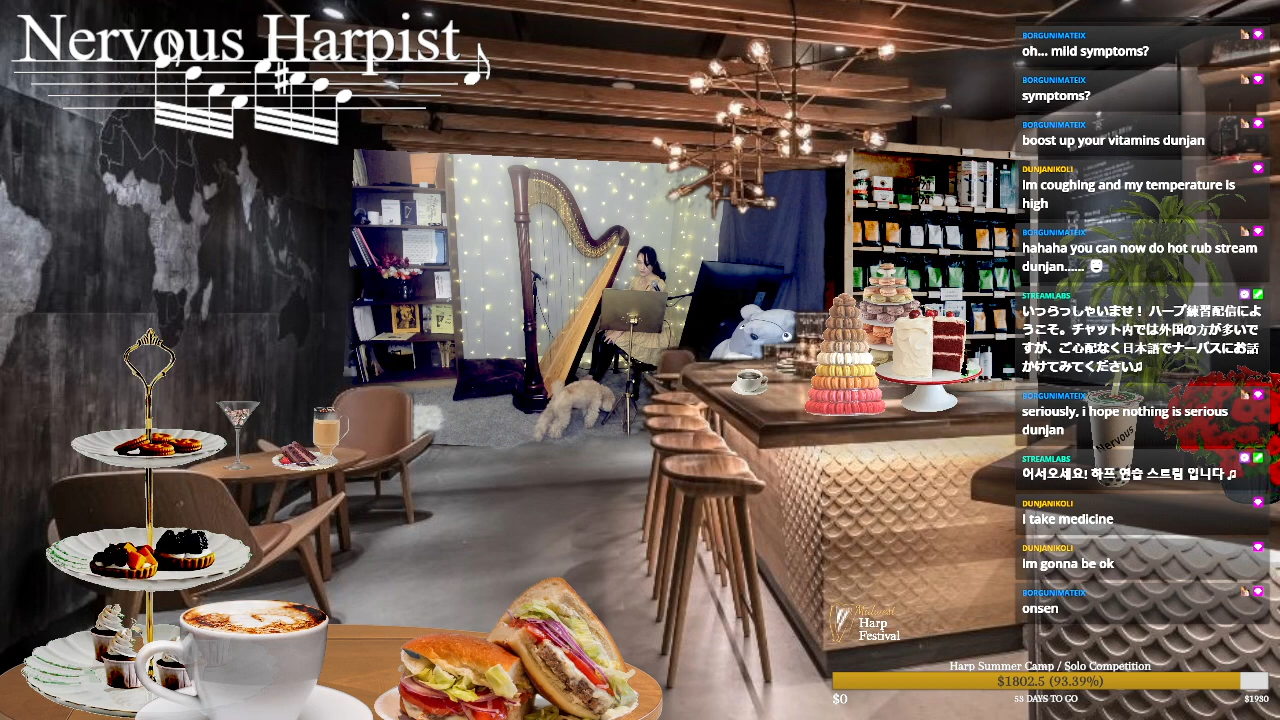 Nervous Harpist
BORGUNIMATEIX
oh... mild symptoms?
BORGUNIMATEIX
symptoms?
BORGUNIMATEIX
boost up your vitamins dunjan
DUNJANIKOLI
Im coughing and my temperature is
high
BORGUNIMATEIX
hahaha you can now do hot rub stream
dunjan......
STREAMLABS
いつろっしゃいませ！ ハープ練習配信によ
うこそ。チャット内では外国の方が多いで
すが、ご心配なく日本語でナーバスにお話
かけてみてください♫
BORGUNIMATEIX
seriously, i hope nothing is serious
dunjan
STREAMLABS
어서오세요! 하프 연습 스트림 입니다 ♫
DUNJANIKOLI
I take medicine
DUNJANIKOLI
Im gonna be ok
BORGUNIMATEIX
onsen
Nervous
Midwest
Harp
Festival
Harp Summer Camp / Solo Competition
$1802.5 (93.39%)
$0
53 DAYS TO GO
$1930